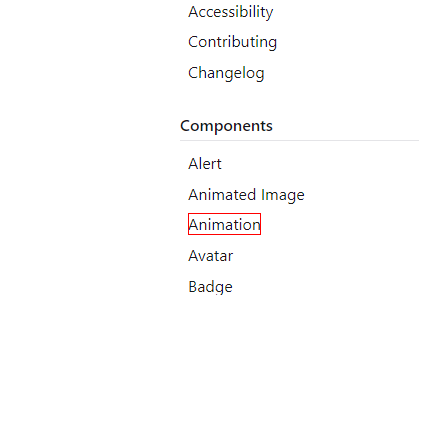 Accessibility
Contributing
Changelog
Components
Alert
Animated Image
Animation
Avatar
Badge